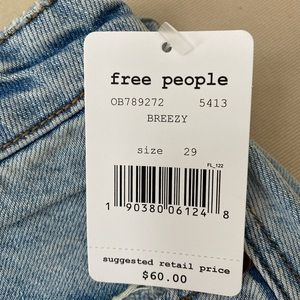 free people
OB789272 5413
BREEZY
size 29
FL_122
1 90380 06124 8
suggested retail price
$60.00